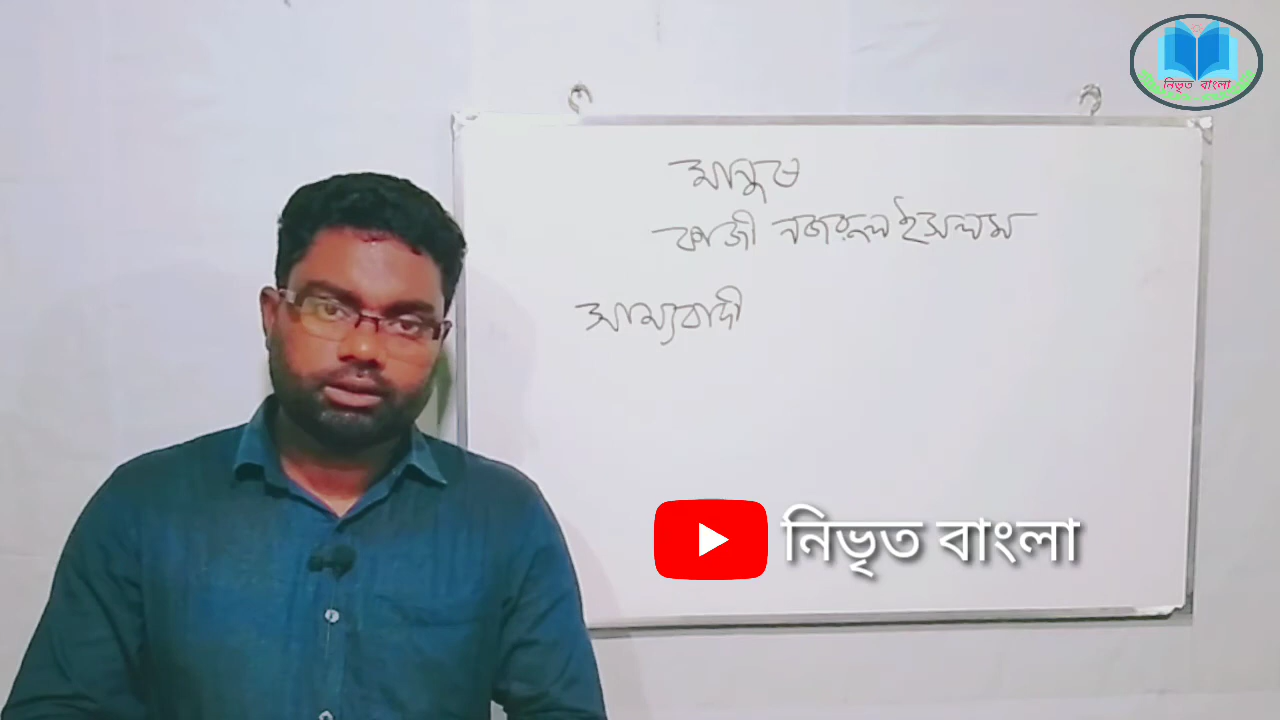 নিভৃত বাংলা
মানুষ
কাজী নজরুল ইসলাম
সাম্যবাদী
নিভৃত বাংলা